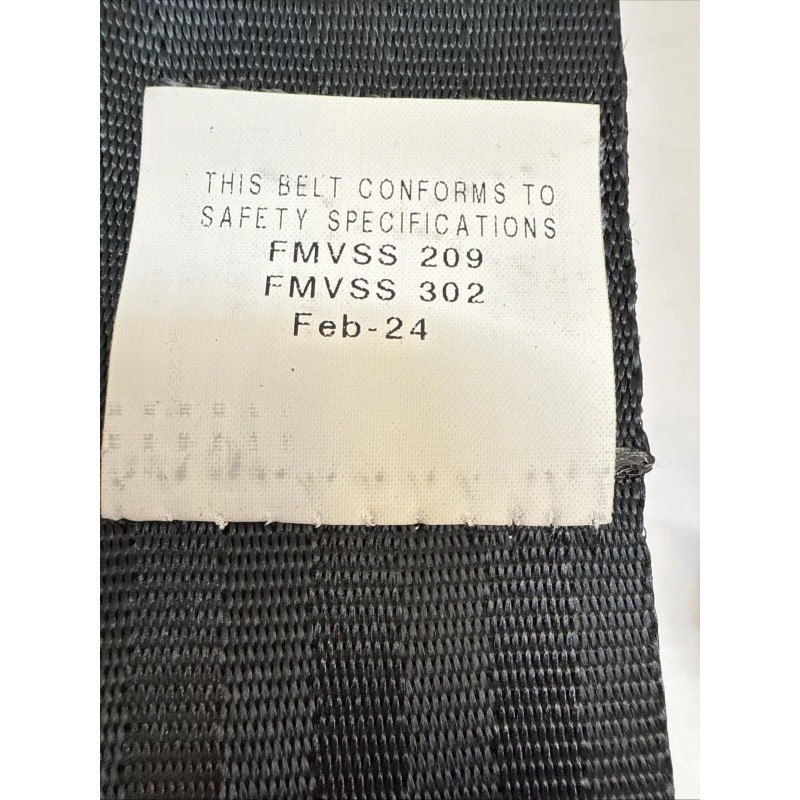 THIS BELT CONFORMS TO
SAFETY SPECIFICATIONS
FMVSS 209
FMVSS 302
Feb-24